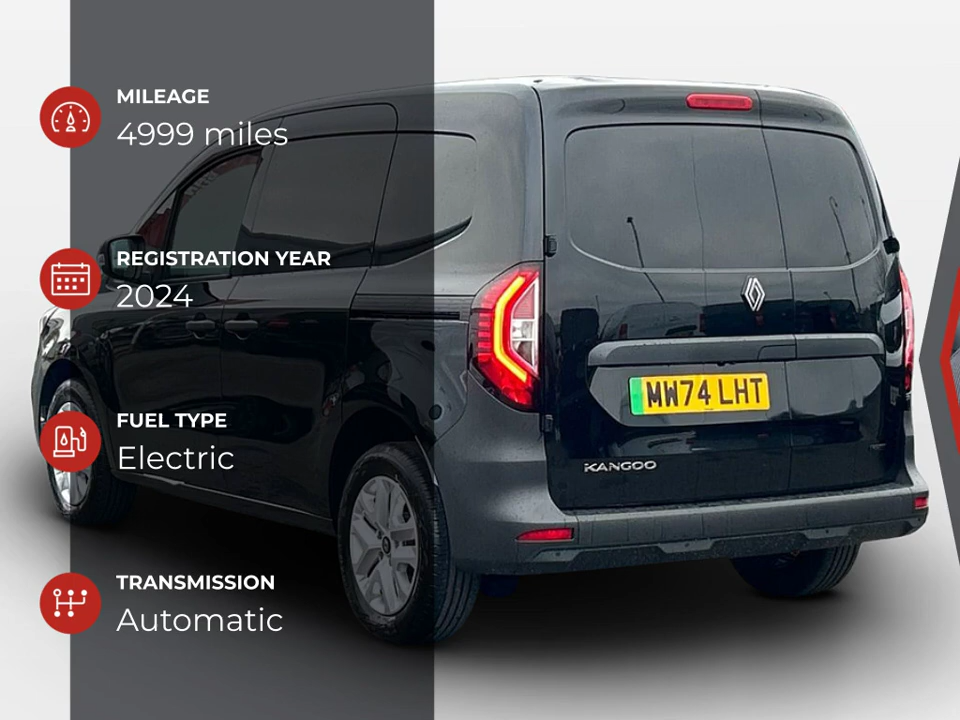 MILEAGE
4999 miles
REGISTRATION YEAR
2024
FUEL TYPE
Electric
TRANSMISSION
Automatic
MW74 LHT
KANGOO